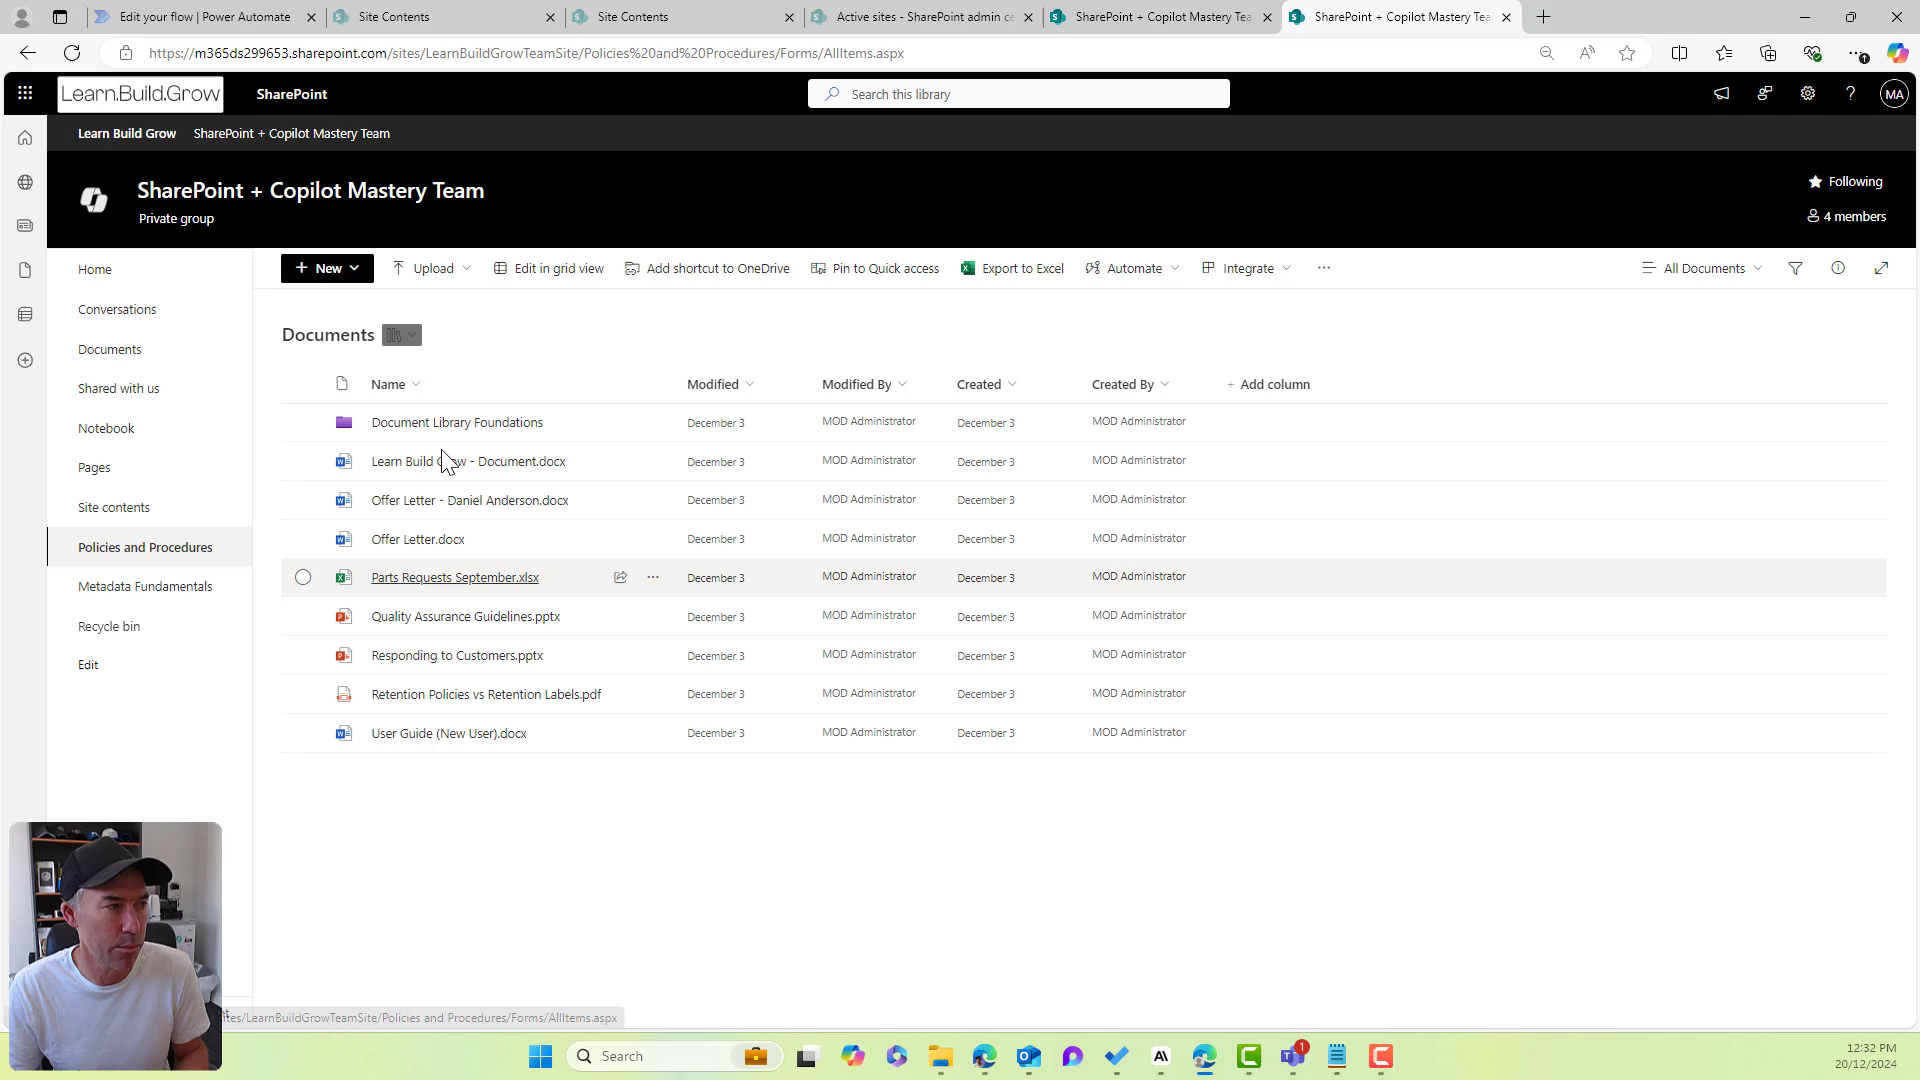 Edit your flow | Power Automate
Site Contents
Site Contents
Active sites - SharePoint admin ce
SharePoint + Copilot Mastery Tea
SharePoint + Copilot Mastery Tea
https://m365ds299653.sharepoint.com/sites/LearnBuildGrowTeamSite/Policies%20and%20Procedures/Forms/AllItems.aspx
Learn.Build.Grow
SharePoint
Search this library
MA
Learn Build Grow
SharePoint + Copilot Mastery Team
SharePoint + Copilot Mastery Team
Private group
Following
4 members
Home
Conversations
Documents
Shared with us
Notebook
Pages
Site contents
Policies and Procedures
Metadata Fundamentals
Recycle bin
Edit
+ New
Upload
Edit in grid view
Add shortcut to OneDrive
Pin to Quick access
Export to Excel
Automate
Integrate
All Documents
Documents
Name Modified Modified By Created Created By + Add column
Document Library Foundations December 3 MOD Administrator December 3 MOD Administrator
Learn Build - Document.docx December 3 MOD Administrator December 3 MOD Administrator
Offer Letter - Daniel Anderson.docx December 3 MOD Administrator December 3 MOD Administrator
Offer Letter.docx December 3 MOD Administrator December 3 MOD Administrator
Parts Requests September.xlsx December 3 MOD Administrator December 3 MOD Administrator
Quality Assurance Guidelines.pptx December 3 MOD Administrator December 3 MOD Administrator
Responding to Customers.pptx December 3 MOD Administrator December 3 MOD Administrator
Retention Policies vs Retention Labels.pdf December 3 MOD Administrator December 3 MOD Administrator
User Guide (New User).docx December 3 MOD Administrator December 3 MOD Administrator
ites/LearnBuildGrowTeamSite/Policies and Procedures/Forms/AllItems.aspx
Search
1
12:32 PM
20/12/2024